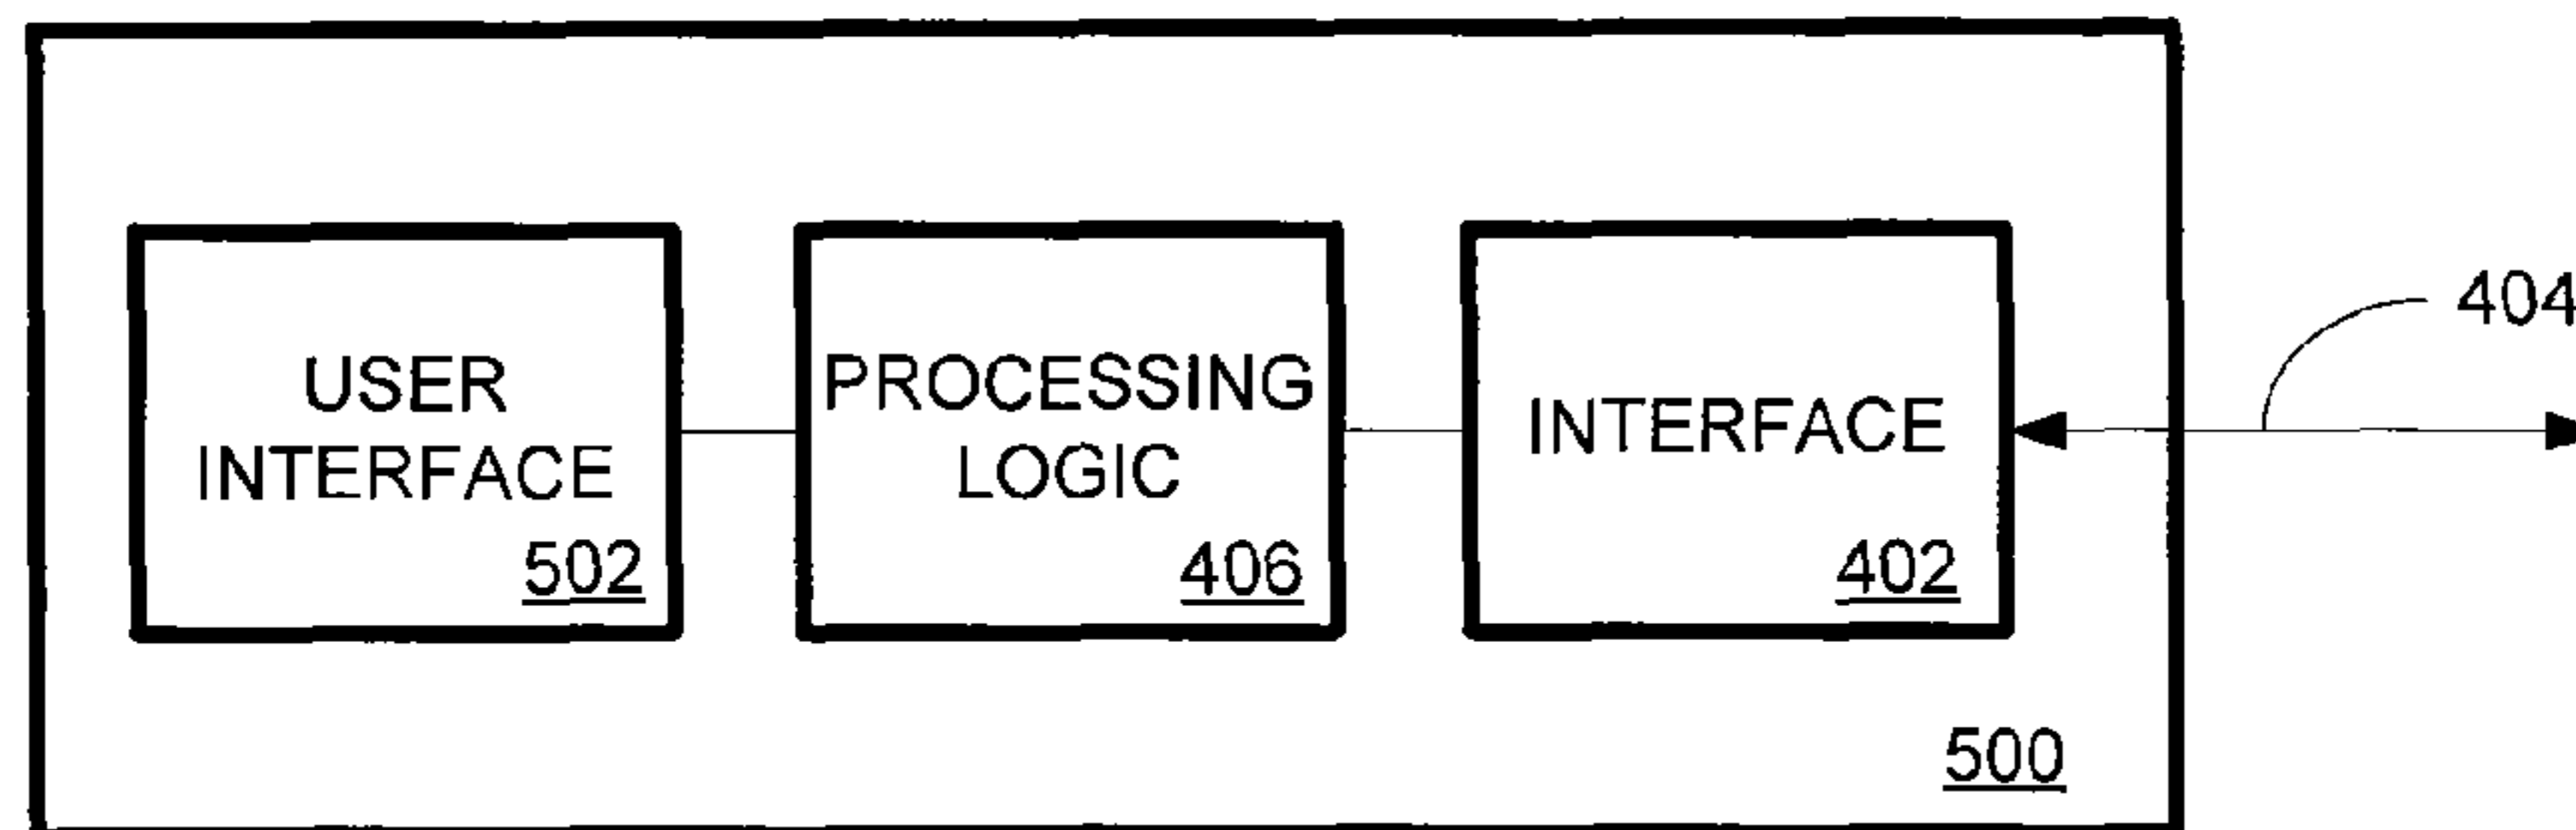 USER
INTERFACE
502
PROCESSING
LOGIC
406
INTERFACE
402
404
500